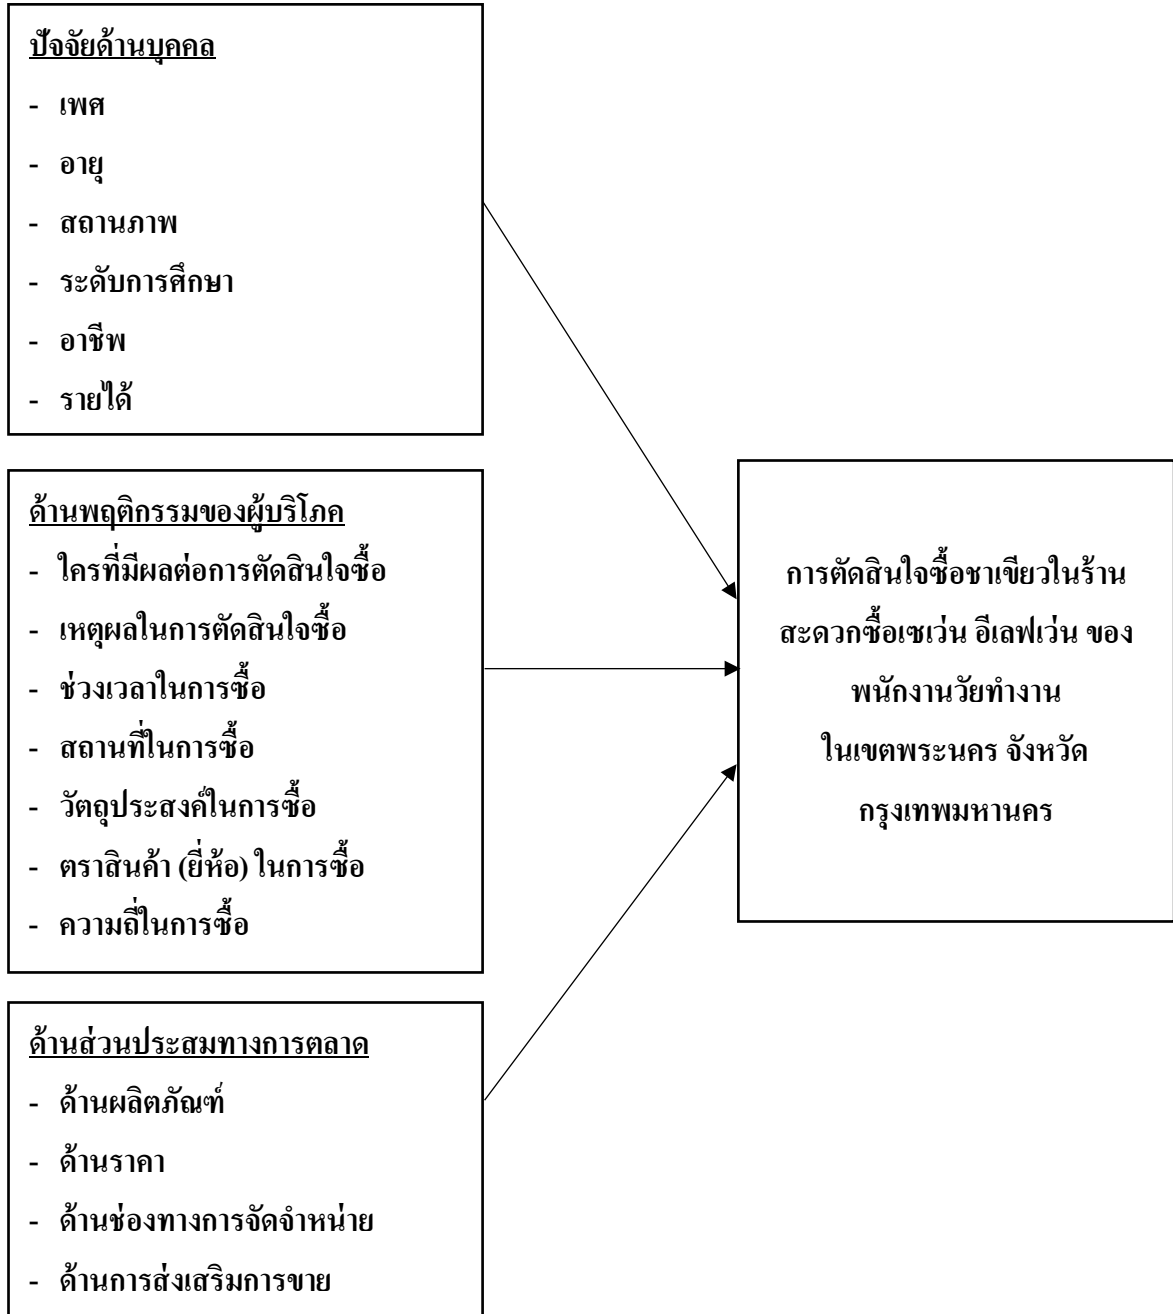 ปัจจัยด้านบุคคล
- เพศ
- อายุ
- สถานภาพ
- ระดับการศึกษา
- อาชีพ
- รายได้
ด้านพฤติกรรมของผู้บริโภค
- ใครที่มีผลต่อการตัดสินใจซื้อ
- เหตุผลในการตัดสินใจซื้อ
- ช่วงเวลาในการซื้อ
- สถานที่ในการซื้อ
- วัตถุประสงค์ในการซื้อ
- ตราสินค้า (ยี่ห้อ) ในการซื้อ
- ความถี่ในการซื้อ
ด้านส่วนประสมทางการตลาด
- ด้านผลิตภัณฑ์
- ด้านราคา
- ด้านช่องทางการจัดจำหน่าย
- ด้านการส่งเสริมการขาย
การตัดสินใจซื้อชาเขียวในร้าน
สะดวกซื้อเซเว่น อีเลฟเว่น ของ
พนักงานวัยทำงาน
ในเขตพระนคร จังหวัด
กรุงเทพมหานคร